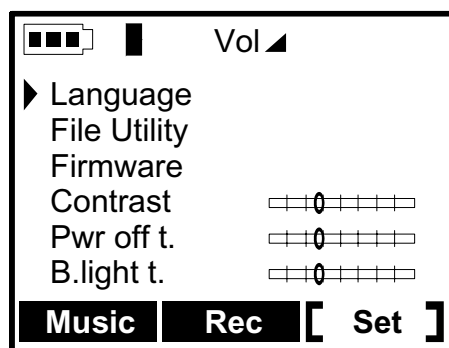 Vol
Language
File Utility
Firmware
Contrast
Pwr off t.
B.light t.
Music Rec [ Set ]